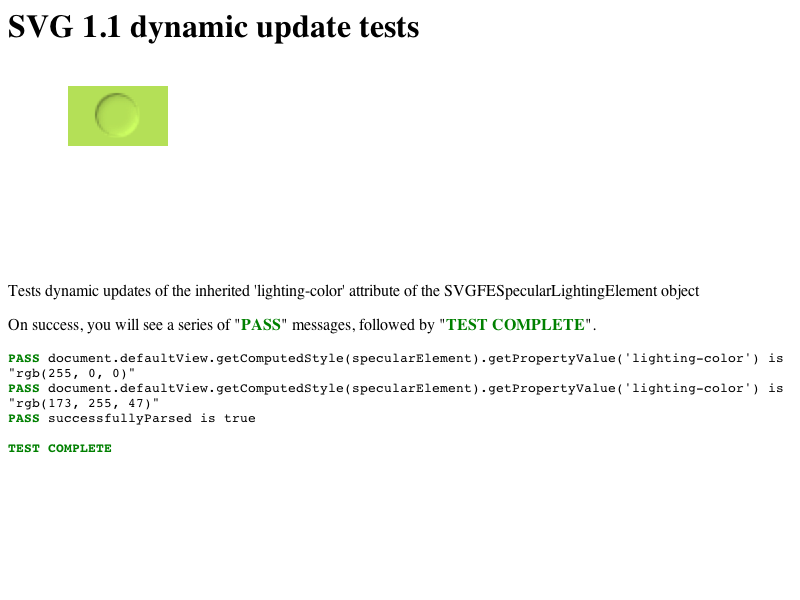 SVG 1.1 dynamic update tests
Tests dynamic updates of the inherited 'lighting-color' attribute of the SVGFESpecularLightingElement object
On success, you will see a series of "PASS" messages, followed by "TEST COMPLETE".
PASS document.defaultView.getComputedStyle(specularElement).getPropertyValue('lighting-color') is
"rgb(255, 0, 0)"
PASS document.defaultView.getComputedStyle(specularElement).getPropertyValue('lighting-color') is
"rgb(173, 255, 47)"
PASS successfullyParsed is true
TEST COMPLETE